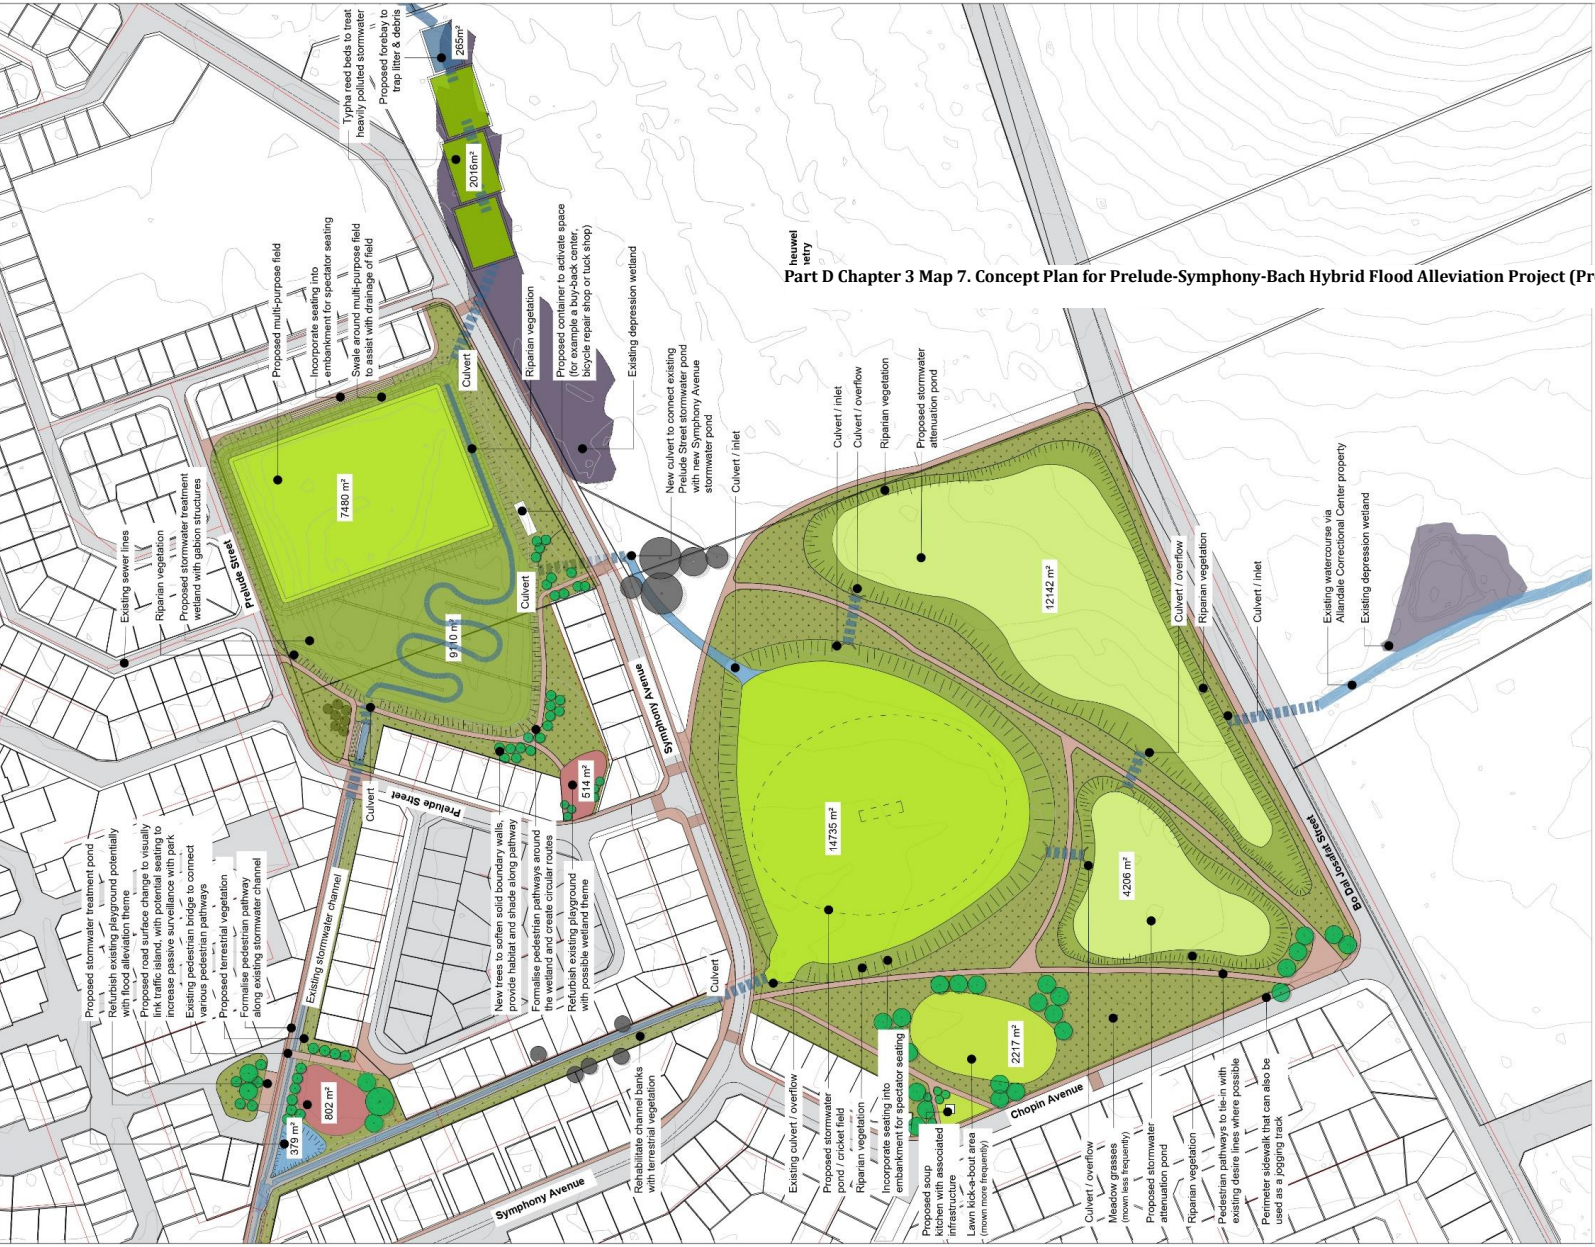 Typha reed beds to treat
heavily polluted stormwater
Proposed forebay to
trap litter & debris
265m²
2016m²
Proposed multi-purpose field
Incorporate seating into
embankment for spectator seating
Swale around multi-purpose field
to assist with drainage of field
Culvert
Riparian vegetation
Proposed container to activate space
(for example a buy-back center,
bicycle repair shop or tuck shop)
Existing depression wetland
heuwel
Part D Chapter 3 Map 7. Concept Plan for Prelude-Symphony-Bach Hybrid Flood Alleviation Project (Pr
7480 m²
Existing sewer lines
Riparian vegetation
Proposed stormwater treatment
wetland with gabion structures
Prelude Street
9110 m²
Culvert
New culvert to connect existing
Prelude Street stormwater pond
with new Symphony Avenue
stormwater pond
Culvert / inlet
Culvert / inlet
Culvert / overflow
Riparian vegetation
Proposed stormwater
attenuation pond
12142 m²
Culvert / overflow
Riparian vegetation
Culvert / inlet
Existing watercourse via
Allandale Correctional Center property
Existing depression wetland
Symphony Avenue
514 m²
Culvert
Prelude Street
14735 m²
4206 m²
Bo Dal Josafat Street
Proposed stormwater treatment pond
Refurbish existing playground potentially
with flood alleviation theme
Proposed road surface change to visually
link traffic island, with potential seating to
increase passive surveillance with park
Existing pedestrian bridge to connect
various pedestrian pathways
Proposed terrestrial vegetation
Formalise pedestrian pathway
along existing stormwater channel
Existing stormwater channel
New trees to soften solid boundary walls,
provide habitat and shade along pathway
Formalise pedestrian pathways around
the wetland and create circular routes
Refurbish existing playground
with possible wetland theme
Culvert
802 m²
379 m²
2217 m²
Chopin Avenue
Symphony Avenue
Rehabilitate channel banks
with terrestrial vegetation
Existing culvert / overflow
Proposed stormwater
pond / cricket field
Riparian vegetation
Incorporate seating into
embankment for spectator seating
Proposed soup
kitchen with associated
infrastructure
Lawn kick-a-bout area
(mown more frequently)
Culvert / overflow
Meadow grasses
(mown less frequently)
Proposed stormwater
attenuation pond
Riparian vegetation
Pedestrian pathways to tie-in with
existing desire lines where possible
Perimeter sidewalk that can also be
used as a jogging track